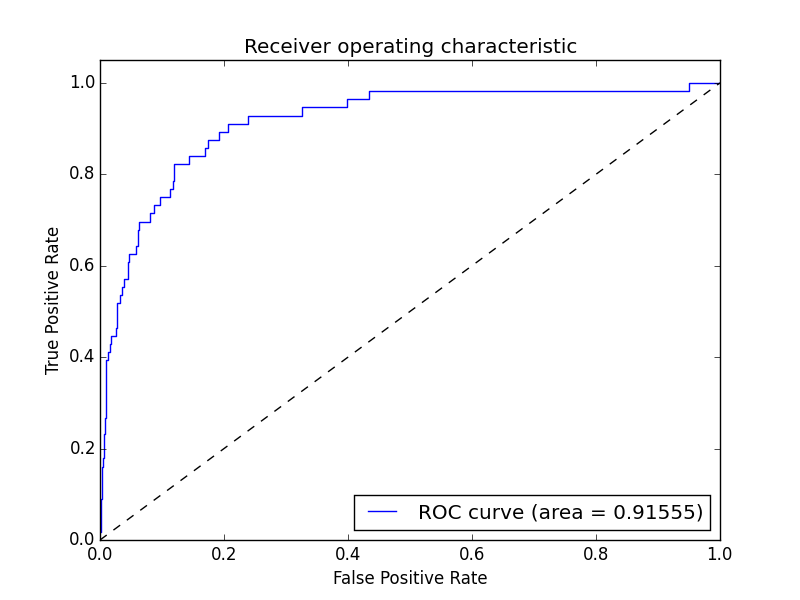 Receiver operating characteristic
1.0
0.8
0.6
0.4
0.2
0.0
True Positive Rate
ROC curve (area = 0.91555)
0.0 0.2 0.4 0.6 0.8 1.0
False Positive Rate